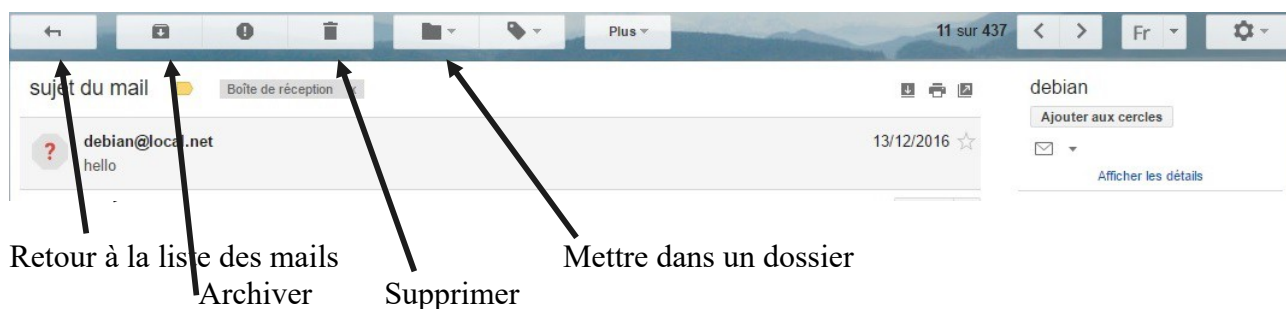 Plus
11 sur 437
Fr
sujet du mail
Boîte de réception x
debian
Ajouter aux cercles
? debian@local.net
13/12/2016
hello
Afficher les détails
Retour à la liste des mails
Mettre dans un dossier
Archiver
Supprimer